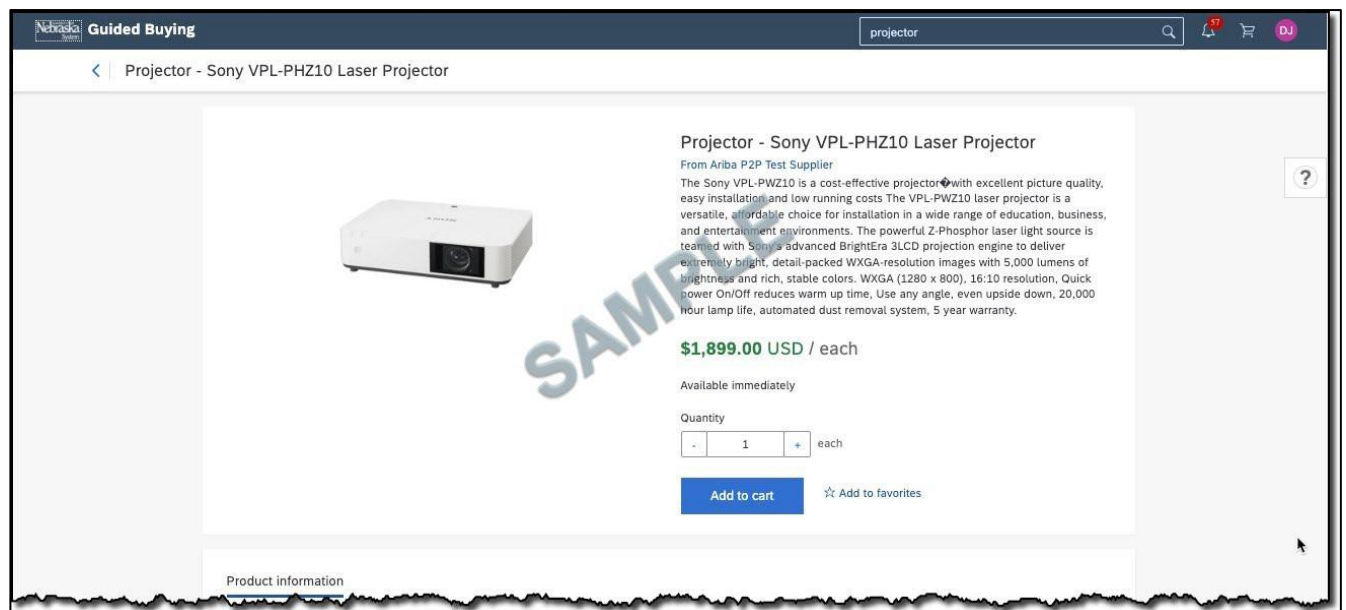 Nebraska
System
Guided Buying
projector
57
DJ
Projector - Sony VPL-PHZ10 Laser Projector
SONY
Projector - Sony VPL-PHZ10 Laser Projector
From Ariba P2P Test Supplier
The Sony VPL-PWZ10 is a cost-effective projector�with excellent picture quality,
easy installation and low running costs The VPL-PWZ10 laser projector is a
versatile, affordable choice for installation in a wide range of education, business,
and entertainment environments. The powerful Z-Phosphor laser light source is
teamed with Sony's advanced BrightEra 3LCD projection engine to deliver
extremely bright, detail-packed WXGA-resolution images with 5,000 lumens of
brightness and rich, stable colors. WXGA (1280 x 800), 16:10 resolution, Quick
power On/Off reduces warm up time, Use any angle, even upside down, 20,000
hour lamp life, automated dust removal system, 5 year warranty.
SAMPLE
$1,899.00 USD / each
Available immediately
Quantity
- 1 + each
Add to cart ☆ Add to favorites
?
Product information